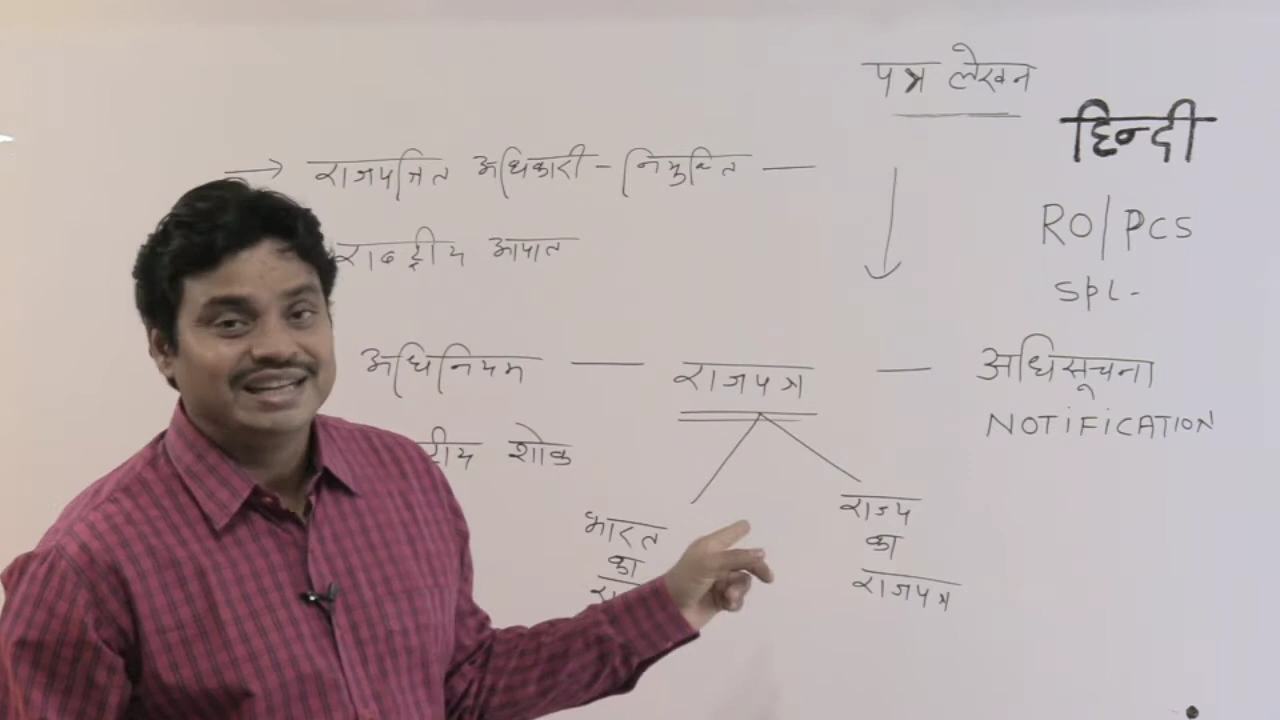 पत्र लेखन
हिन्दी
RO/PCS
Spl-
→ राजपत्रित अधिकारी - नियुक्ति —
राष्ट्रीय आपात
अधिनियम — राजपत्र — अधिसूचना
NOTIFICATION
शोक
भारत
का
राज्य
का
राजपत्र